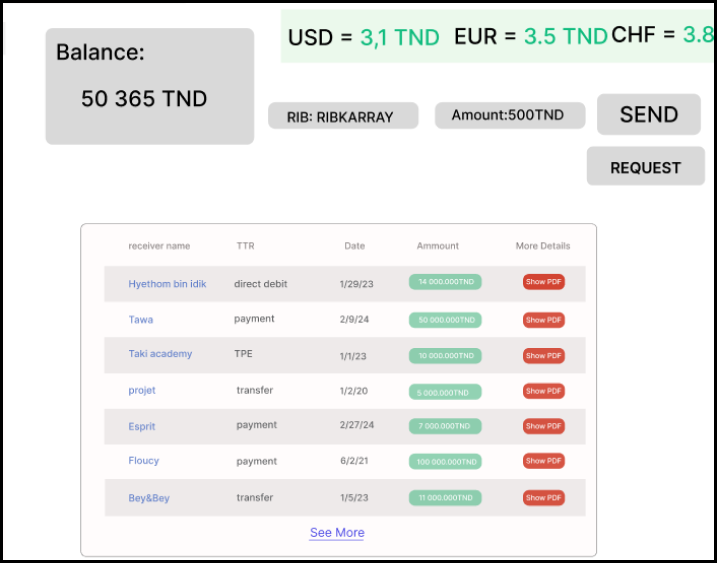 USD = 3,1 TND EUR = 3.5 TND CHF = 3.8
Balance:
50 365 TND
RIB: RIBKARRAY Amount:500TND SEND
REQUEST
receiver name TTR Date Ammount More Details
Hyethom bin idik direct debit 1/29/23 14 000.000TND Show PDF
Tawa payment 2/9/24 50 000.000TND Show PDF
Taki academy TPE 1/1/23 10 000.000TND Show PDF
projet transfer 1/2/20 5 000.000TND Show PDF
Esprit payment 2/27/24 7 000.000TND Show PDF
Floucy payment 6/2/21 100 000.000TND Show PDF
Bey&Bey transfer 1/5/23 11 000.000TND Show PDF
See More